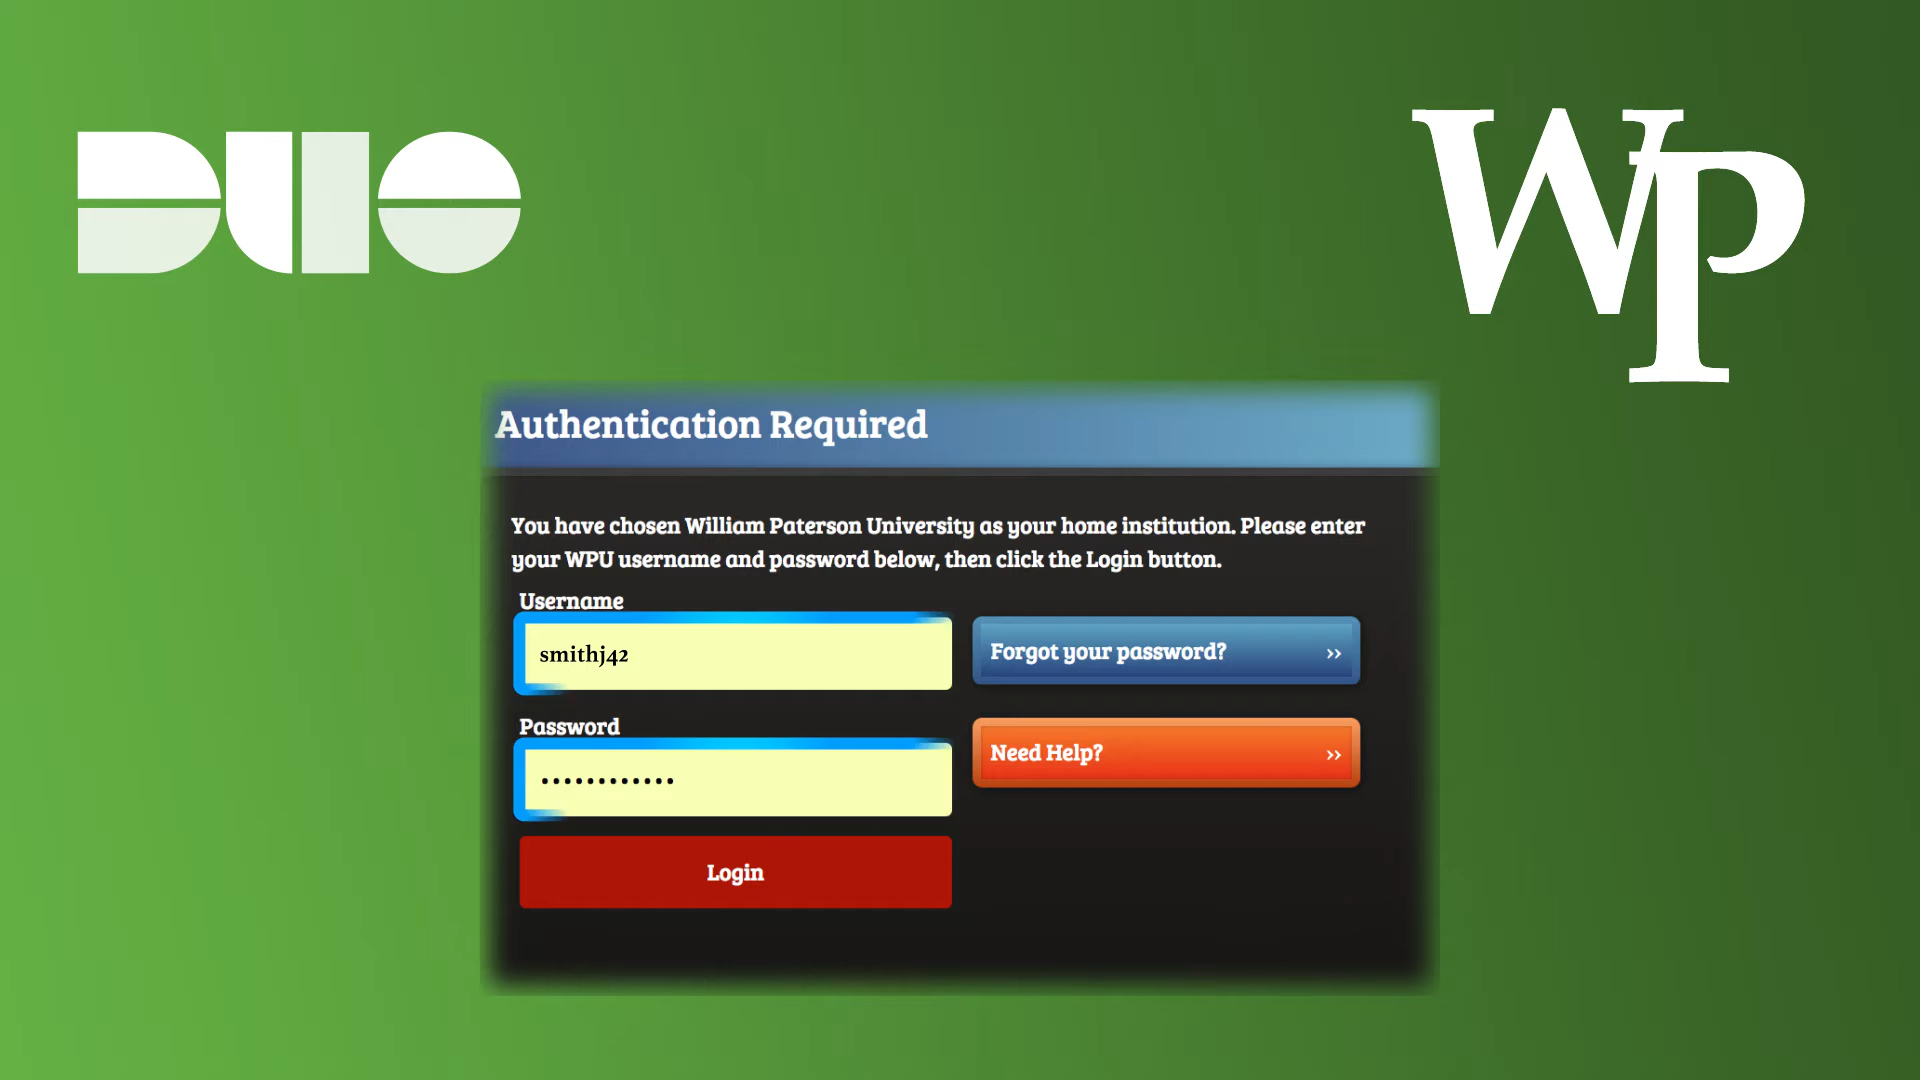 DUO
WP
Authentication Required
You have chosen William Paterson University as your home institution. Please enter
your WPU username and password below, then click the Login button.
Username
smithj42
Forgot your password? ››
Password
••••••••••••
Need Help? ››
Login